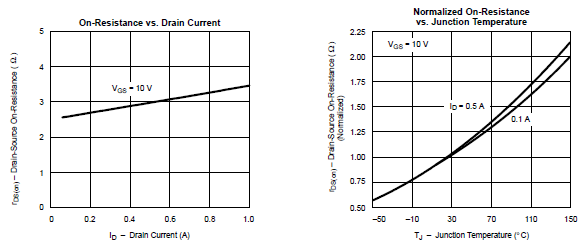 On-Resistance vs. Drain Current
rDS(on) – Drain-Source On-Resistance ( Ω )
5
4
3
2
1
0
VGS = 10 V
0 0.2 0.4 0.6 0.8 1.0
ID – Drain Current (A)
Normalized On-Resistance
vs. Junction Temperature
rDS(on) – Drain-Source On-Resistance ( Ω )
(Normalized)
2.25
2.00
1.75
1.50
1.25
1.00
0.75
0.50
VGS = 10 V
ID = 0.5 A
0.1 A
–50 –10 30 70 110 150
TJ – Junction Temperature (°C)